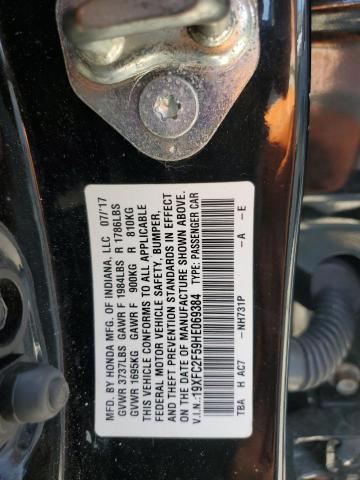 MFD. BY HONDA MFG. OF INDIANA, LLC 07/17
GVWR 3737LBS GAWR F 1984LBS R 1786LBS
GVWR 1695KG GAWR F 900KG R 810KG
THIS VEHICLE CONFORMS TO ALL APPLICABLE
FEDERAL MOTOR VEHICLE SAFETY, BUMPER,
AND THEFT PREVENTION STANDARDS IN EFFECT
ON THE DATE OF MANUFACTURE SHOWN ABOVE.
V.I.N.:19XFC2F59HE069384 TYPE: PASSENGER CAR
TBA H AC7 -NH731P -A -E